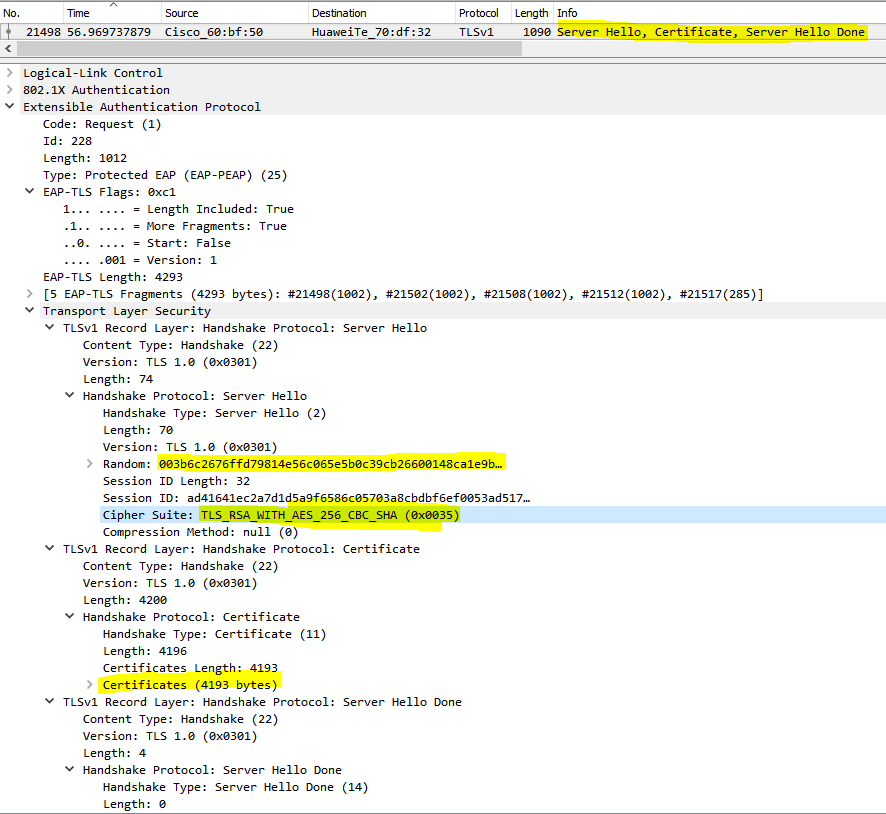 No. Time Source Destination Protocol Length Info
21498 56.969737879 Cisco_60:bf:50 HuaweiTe_70:df:32 TLSv1 1090 Server Hello, Certificate, Server Hello Done
Logical-Link Control
802.1X Authentication
Extensible Authentication Protocol
Code: Request (1)
Id: 228
Length: 1012
Type: Protected EAP (EAP-PEAP) (25)
EAP-TLS Flags: 0xc1
1... .... = Length Included: True
.1.. .... = More Fragments: True
..0. .... = Start: False
.... .001 = Version: 1
EAP-TLS Length: 4293
[5 EAP-TLS Fragments (4293 bytes): #21498(1002), #21502(1002), #21508(1002), #21512(1002), #21517(285)]
Transport Layer Security
TLSv1 Record Layer: Handshake Protocol: Server Hello
Content Type: Handshake (22)
Version: TLS 1.0 (0x0301)
Length: 74
Handshake Protocol: Server Hello
Handshake Type: Server Hello (2)
Length: 70
Version: TLS 1.0 (0x0301)
Random: 003b6c2676ffd79814e56c065e5b0c39cb26600148ca1e9b…
Session ID Length: 32
Session ID: ad41641ec2a7d1d5a9f6586c05703a8cbdbf6ef0053ad517…
Cipher Suite: TLS_RSA_WITH_AES_256_CBC_SHA (0x0035)
Compression Method: null (0)
TLSv1 Record Layer: Handshake Protocol: Certificate
Content Type: Handshake (22)
Version: TLS 1.0 (0x0301)
Length: 4200
Handshake Protocol: Certificate
Handshake Type: Certificate (11)
Length: 4196
Certificates Length: 4193
Certificates (4193 bytes)
TLSv1 Record Layer: Handshake Protocol: Server Hello Done
Content Type: Handshake (22)
Version: TLS 1.0 (0x0301)
Length: 4
Handshake Protocol: Server Hello Done
Handshake Type: Server Hello Done (14)
Length: 0